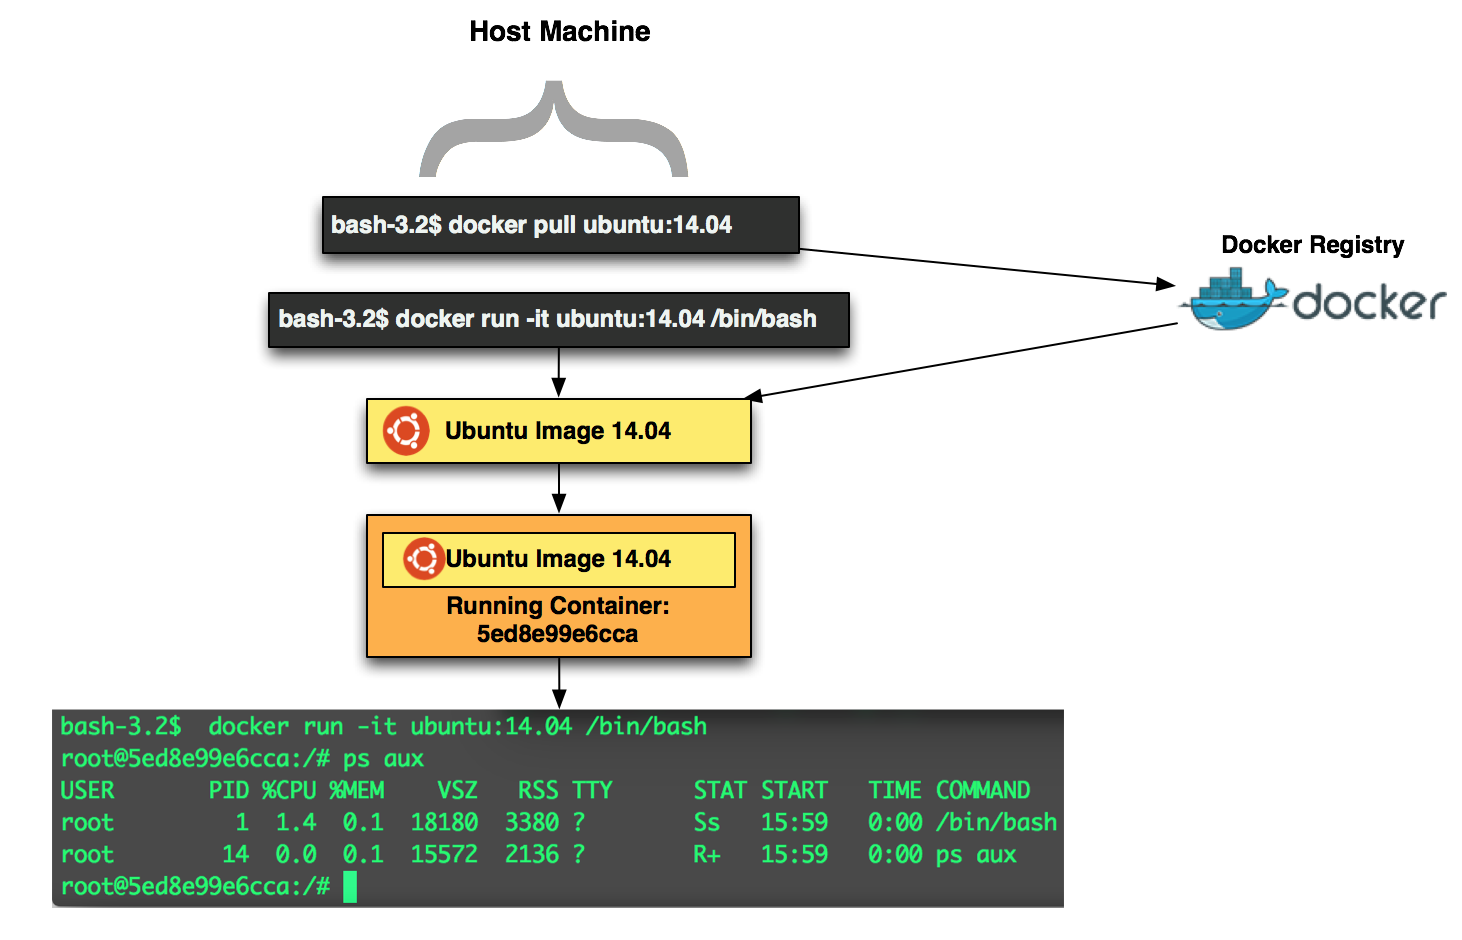 Host Machine
bash-3.2$ docker pull ubuntu:14.04
Docker Registry
docker
bash-3.2$ docker run -it ubuntu:14.04 /bin/bash
Ubuntu Image 14.04
Ubuntu Image 14.04
Running Container:
5ed8e99e6cca
bash-3.2$  docker run -it ubuntu:14.04 /bin/bash
root@5ed8e99e6cca:/# ps aux
USER       PID %CPU %MEM    VSZ   RSS TTY      STAT START   TIME COMMAND
root         1  1.4  0.1  18180  3380 ?        Ss   15:59   0:00 /bin/bash
root        14  0.0  0.1  15572  2136 ?        R+   15:59   0:00 ps aux
root@5ed8e99e6cca:/#